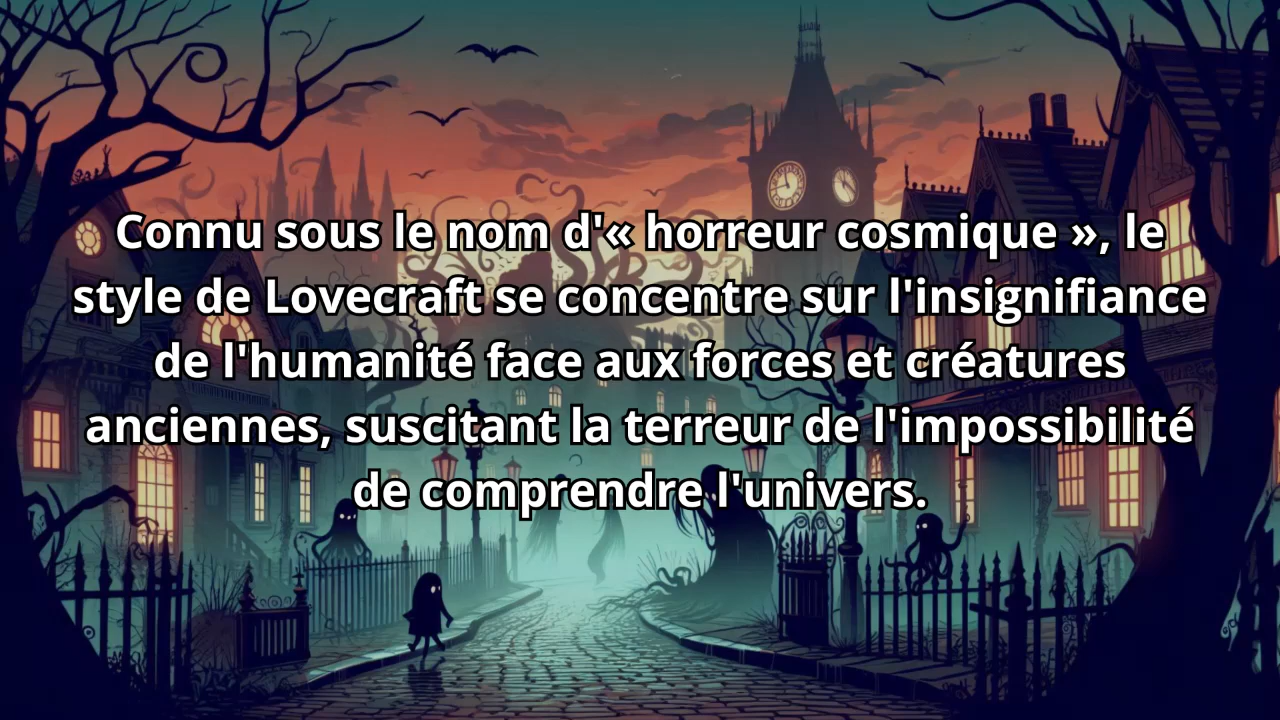 Connu sous le nom d'« horreur cosmique », le
style de Lovecraft se concentre sur l'insignifiance
de l'humanité face aux forces et créatures
anciennes, suscitant la terreur de l'impossibilité
de comprendre l'univers.